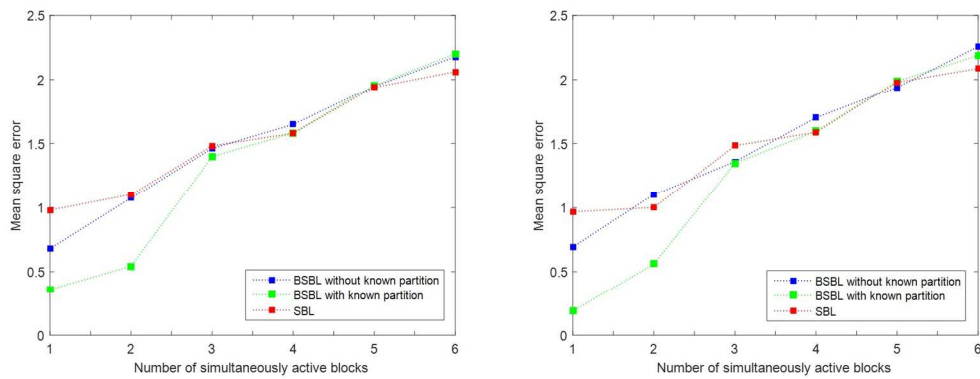 2.5
2
1.5
1
0.5
0
Mean square error
BSBL without known partition
BSBL with known partition
SBL
1 2 3 4 5 6
Number of simultaneously active blocks
2.5
2
1.5
1
0.5
0
Mean square error
BSBL without known partition
BSBL with known partition
SBL
1 2 3 4 5 6
Number of simultaneously active blocks